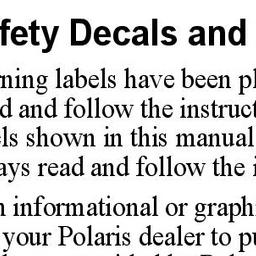 fety Decals and
rning labels have been pl
d and follow the instruct
els shown in this manual
ays read and follow the i
n informational or graphi
your Polaris dealer to pu